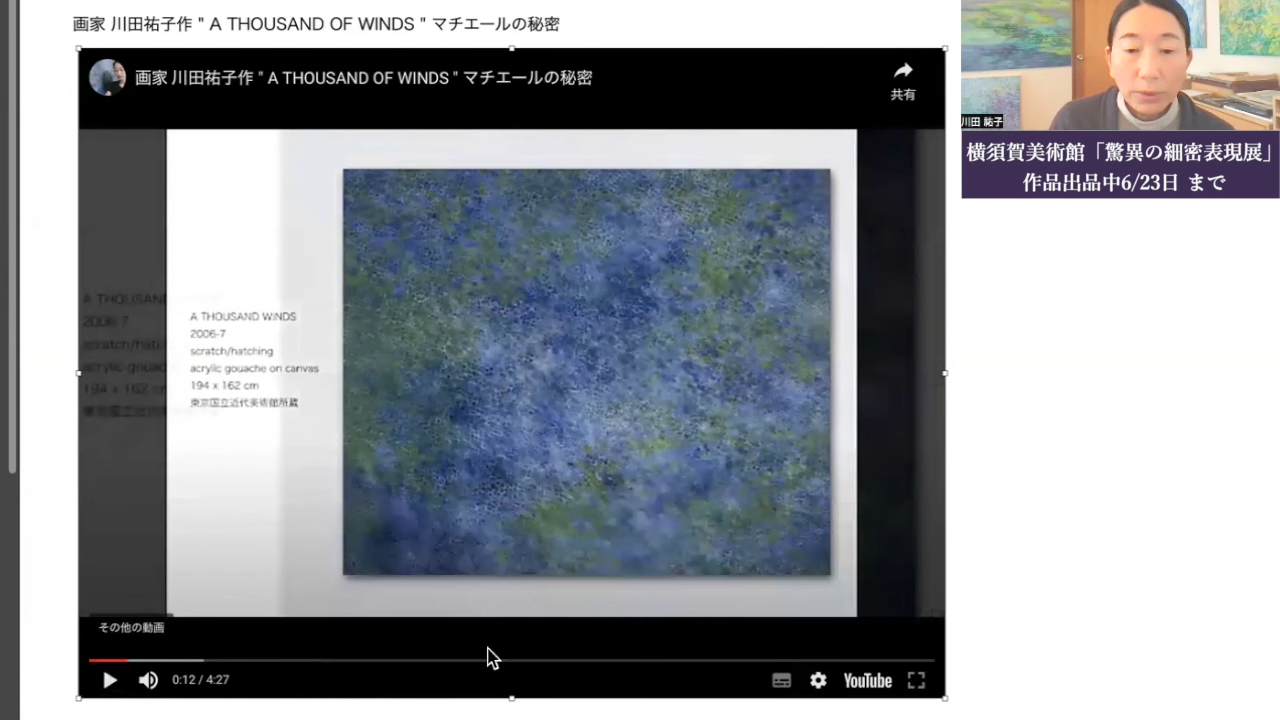 画家 川田祐子作 " A THOUSAND OF WINDS " マチエールの秘密
画家 川田祐子作 " A THOUSAND OF WINDS " マチエールの秘密
共有
川田 祐子
横須賀美術館「驚異の細密表現展」
作品出品中6/23日 まで
A THOUSAND
2006-7
A THOUSAND WINDS
2006-7
scratch/hatching
acrylic gouache on canvas
194 x 162 cm
東京国立近代美術館所蔵
その他の動画
0:12 / 4:27
YouTube